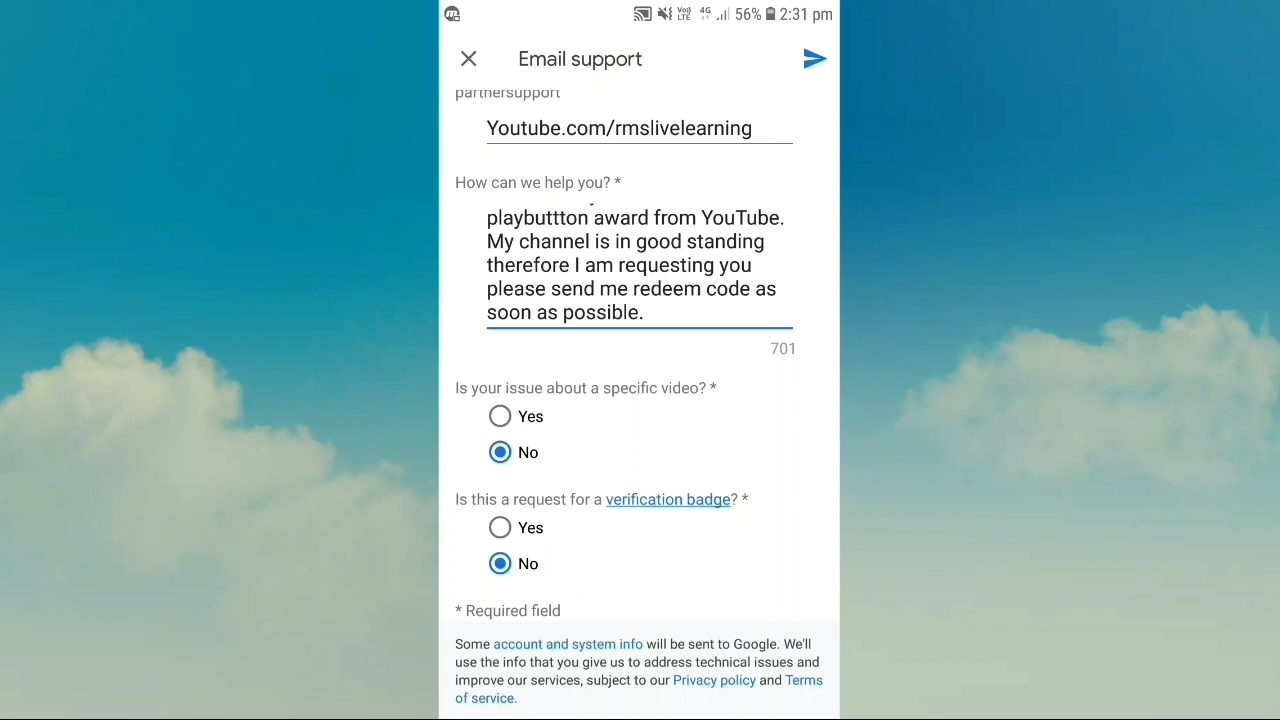 Vo) 4G 56% 2:31 pm
LTE
Email support
partnersupport
Youtube.com/rmslivelearning
How can we help you? *
playbuttton award from YouTube.
My channel is in good standing
therefore I am requesting you
please send me redeem code as
soon as possible.
701
Is your issue about a specific video? *
Yes
No
Is this a request for a verification badge? *
Yes
No
* Required field
Some account and system info will be sent to Google. We'll
use the info that you give us to address technical issues and
improve our services, subject to our Privacy policy and Terms
of service.